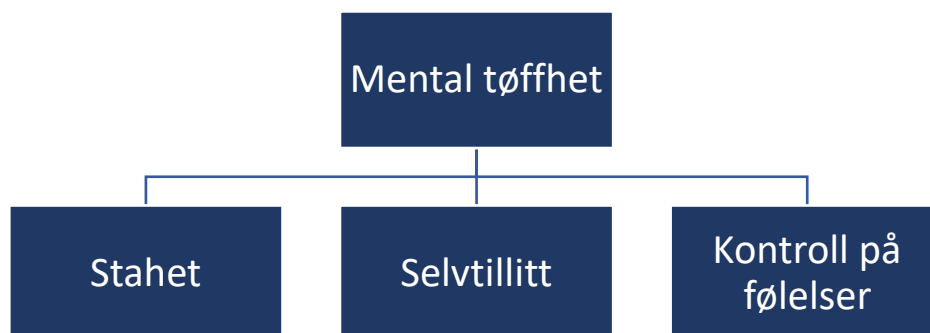 Mental tøffhet
Stahet
Selvtillitt
Kontroll på
følelser